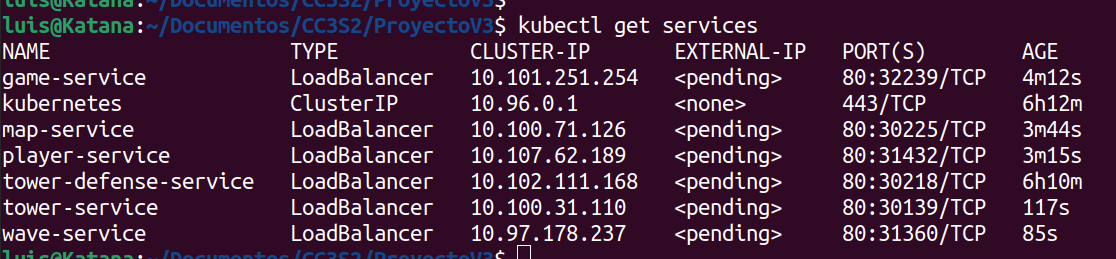 luis@Katana:~/Documentos/CC3S2/ProyectoV3$
luis@Katana:~/Documentos/CC3S2/ProyectoV3$ kubectl get services
NAME TYPE CLUSTER-IP EXTERNAL-IP PORT(S) AGE
game-service LoadBalancer 10.101.251.254 <pending> 80:32239/TCP 4m12s
kubernetes ClusterIP 10.96.0.1 <none> 443/TCP 6h12m
map-service LoadBalancer 10.100.71.126 <pending> 80:30225/TCP 3m44s
player-service LoadBalancer 10.107.62.189 <pending> 80:31432/TCP 3m15s
tower-defense-service LoadBalancer 10.102.111.168 <pending> 80:30218/TCP 6h10m
tower-service LoadBalancer 10.100.31.110 <pending> 80:30139/TCP 117s
wave-service LoadBalancer 10.97.178.237 <pending> 80:31360/TCP 85s
luis@Katana:~/Documentos/CC3S2/ProyectoV3$